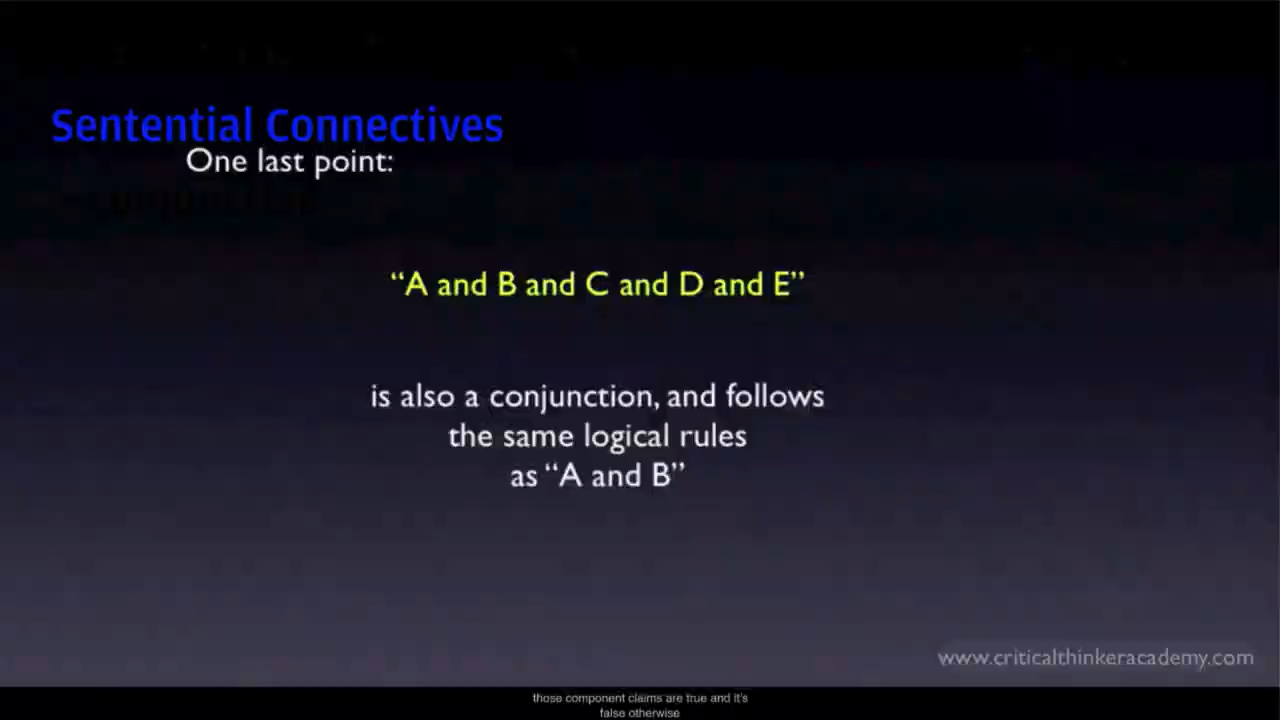 Sentential Connectives
One last point:
“A and B and C and D and E”
is also a conjunction, and follows
the same logical rules
as “A and B”
www.criticalthinkeracademy.com
those component claims are true and it's
false otherwise